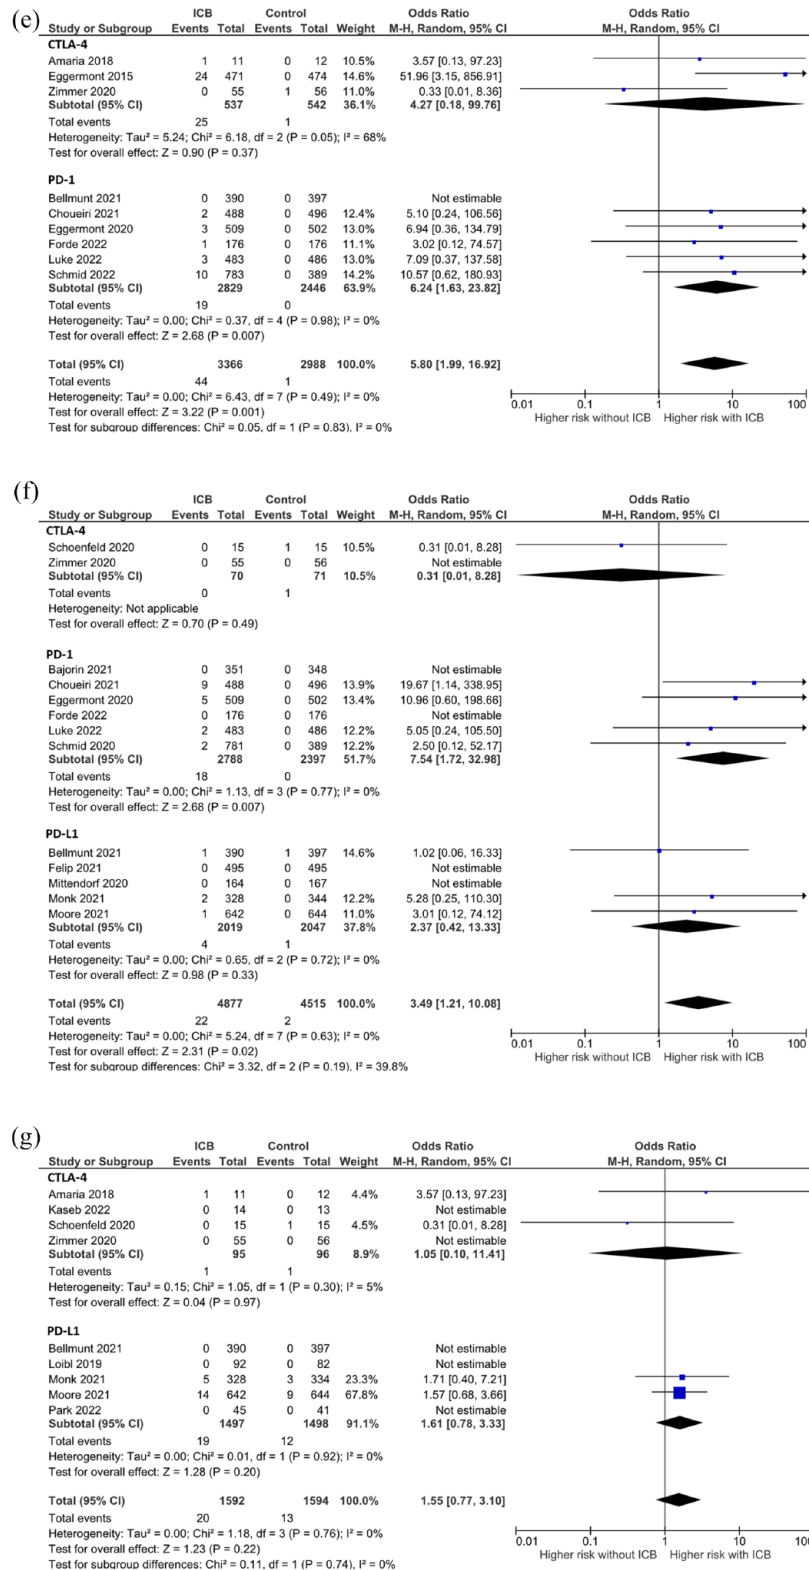 (e)
ICB Control Odds Ratio Odds Ratio
Study or Subgroup Events Total Events Total Weight M-H, Random, 95% CI M-H, Random, 95% CI
CTLA-4
Amaria 2018 1 11 0 12 10.5% 3.57 [0.13, 97.23]
Eggermont 2015 24 471 0 474 14.6% 51.96 [3.15, 856.91]
Zimmer 2020 0 55 1 56 11.0% 0.33 [0.01, 8.36]
Subtotal (95% CI) 537 542 36.1% 4.27 [0.18, 99.76]
Total events 25 1
Heterogeneity: Tau² = 5.24; Chi² = 6.18, df = 2 (P = 0.05); I² = 68%
Test for overall effect: Z = 0.90 (P = 0.37)
PD-1
Bellmunt 2021 0 390 0 397 Not estimable
Choueiri 2021 2 488 0 496 12.4% 5.10 [0.24, 106.56]
Eggermont 2020 3 509 0 502 13.0% 6.94 [0.36, 134.79]
Forde 2022 1 176 0 176 11.1% 3.02 [0.12, 74.57]
Luke 2022 3 483 0 486 13.0% 7.09 [0.37, 137.58]
Schmid 2022 10 783 0 389 14.2% 10.57 [0.62, 180.93]
Subtotal (95% CI) 2829 2446 63.9% 6.24 [1.63, 23.82]
Total events 19 0
Heterogeneity: Tau² = 0.00; Chi² = 0.37, df = 4 (P = 0.98); I² = 0%
Test for overall effect: Z = 2.68 (P = 0.007)
Total (95% CI) 3366 2988 100.0% 5.80 [1.99, 16.92]
Total events 44 1
Heterogeneity: Tau² = 0.00; Chi² = 6.43, df = 7 (P = 0.49); I² = 0%
Test for overall effect: Z = 3.22 (P = 0.001)
Test for subgroup differences: Chi² = 0.05, df = 1 (P = 0.83), I² = 0%
0.01 0.1 1 10 100
Higher risk without ICB Higher risk with ICB
(f)
ICB Control Odds Ratio Odds Ratio
Study or Subgroup Events Total Events Total Weight M-H, Random, 95% CI M-H, Random, 95% CI
CTLA-4
Schoenfeld 2020 0 15 1 15 10.5% 0.31 [0.01, 8.28]
Zimmer 2020 0 55 0 56 Not estimable
Subtotal (95% CI) 70 71 10.5% 0.31 [0.01, 8.28]
Total events 0 1
Heterogeneity: Not applicable
Test for overall effect: Z = 0.70 (P = 0.49)
PD-1
Bajorin 2021 0 351 0 348 Not estimable
Choueiri 2021 9 488 0 496 13.9% 19.67 [1.14, 338.95]
Eggermont 2020 5 509 0 502 13.4% 10.96 [0.60, 198.66]
Forde 2022 0 176 0 176 Not estimable
Luke 2022 2 483 0 486 12.2% 5.05 [0.24, 105.50]
Schmid 2020 2 781 0 389 12.2% 2.50 [0.12, 52.17]
Subtotal (95% CI) 2788 2397 51.7% 7.54 [1.72, 32.98]
Total events 18 0
Heterogeneity: Tau² = 0.00; Chi² = 1.13, df = 3 (P = 0.77); I² = 0%
Test for overall effect: Z = 2.68 (P = 0.007)
PD-L1
Bellmunt 2021 1 390 1 397 14.6% 1.02 [0.06, 16.33]
Felip 2021 0 495 0 495 Not estimable
Mittendorf 2020 0 164 0 167 Not estimable
Monk 2021 2 328 0 344 12.2% 5.28 [0.25, 110.30]
Moore 2021 1 642 0 644 11.0% 3.01 [0.12, 74.12]
Subtotal (95% CI) 2019 2047 37.8% 2.37 [0.42, 13.33]
Total events 4 1
Heterogeneity: Tau² = 0.00; Chi² = 0.65, df = 2 (P = 0.72); I² = 0%
Test for overall effect: Z = 0.98 (P = 0.33)
Total (95% CI) 4877 4515 100.0% 3.49 [1.21, 10.08]
Total events 22 2
Heterogeneity: Tau² = 0.00; Chi² = 5.24, df = 7 (P = 0.63); I² = 0%
Test for overall effect: Z = 2.31 (P = 0.02)
Test for subgroup differences: Chi² = 3.32, df = 2 (P = 0.19), I² = 39.8%
0.01 0.1 1 10 100
Higher risk without ICB Higher risk with ICB
(g)
ICB Control Odds Ratio Odds Ratio
Study or Subgroup Events Total Events Total Weight M-H, Random, 95% CI M-H, Random, 95% CI
CTLA-4
Amaria 2018 1 11 0 12 4.4% 3.57 [0.13, 97.23]
Kaseb 2022 0 14 0 13 Not estimable
Schoenfeld 2020 0 15 1 15 4.5% 0.31 [0.01, 8.28]
Zimmer 2020 0 55 0 56 Not estimable
Subtotal (95% CI) 95 96 8.9% 1.05 [0.10, 11.41]
Total events 1 1
Heterogeneity: Tau² = 0.15; Chi² = 1.05, df = 1 (P = 0.30); I² = 5%
Test for overall effect: Z = 0.04 (P = 0.97)
PD-L1
Bellmunt 2021 0 390 0 397 Not estimable
Loibl 2019 0 92 0 82 Not estimable
Monk 2021 5 328 3 334 23.3% 1.71 [0.40, 7.21]
Moore 2021 14 642 9 644 67.8% 1.57 [0.68, 3.66]
Park 2022 0 45 0 41 Not estimable
Subtotal (95% CI) 1497 1498 91.1% 1.61 [0.78, 3.33]
Total events 19 12
Heterogeneity: Tau² = 0.00; Chi² = 0.01, df = 1 (P = 0.92); I² = 0%
Test for overall effect: Z = 1.28 (P = 0.20)
Total (95% CI) 1592 1594 100.0% 1.55 [0.77, 3.10]
Total events 20 13
Heterogeneity: Tau² = 0.00; Chi² = 1.18, df = 3 (P = 0.76); I² = 0%
Test for overall effect: Z = 1.23 (P = 0.22)
Test for subgroup differences: Chi² = 0.11, df = 1 (P = 0.74), I² = 0%
0.01 0.1 1 10 100
Higher risk without ICB Higher risk with ICB